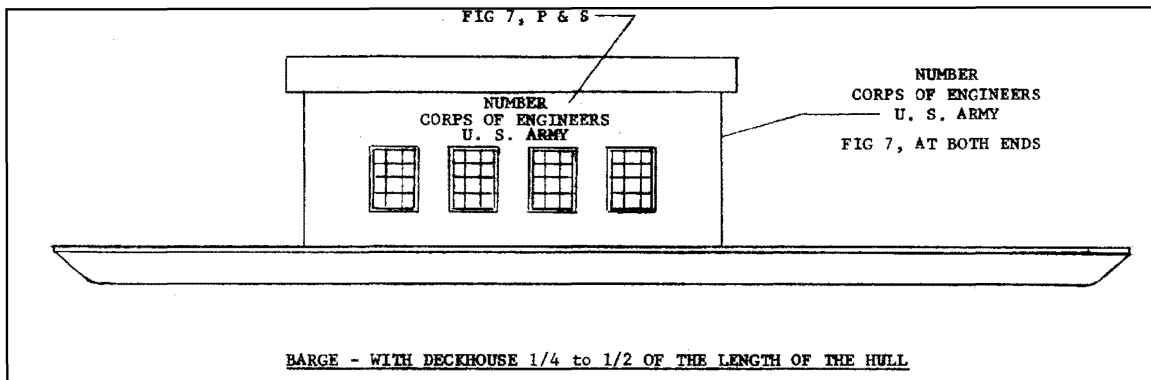 FIG 7, P & S
NUMBER
CORPS OF ENGINEERS
U. S. ARMY
NUMBER
CORPS OF ENGINEERS
U. S. ARMY
FIG 7, AT BOTH ENDS
BARGE - WITH DECKHOUSE 1/4 to 1/2 OF THE LENGTH OF THE HULL